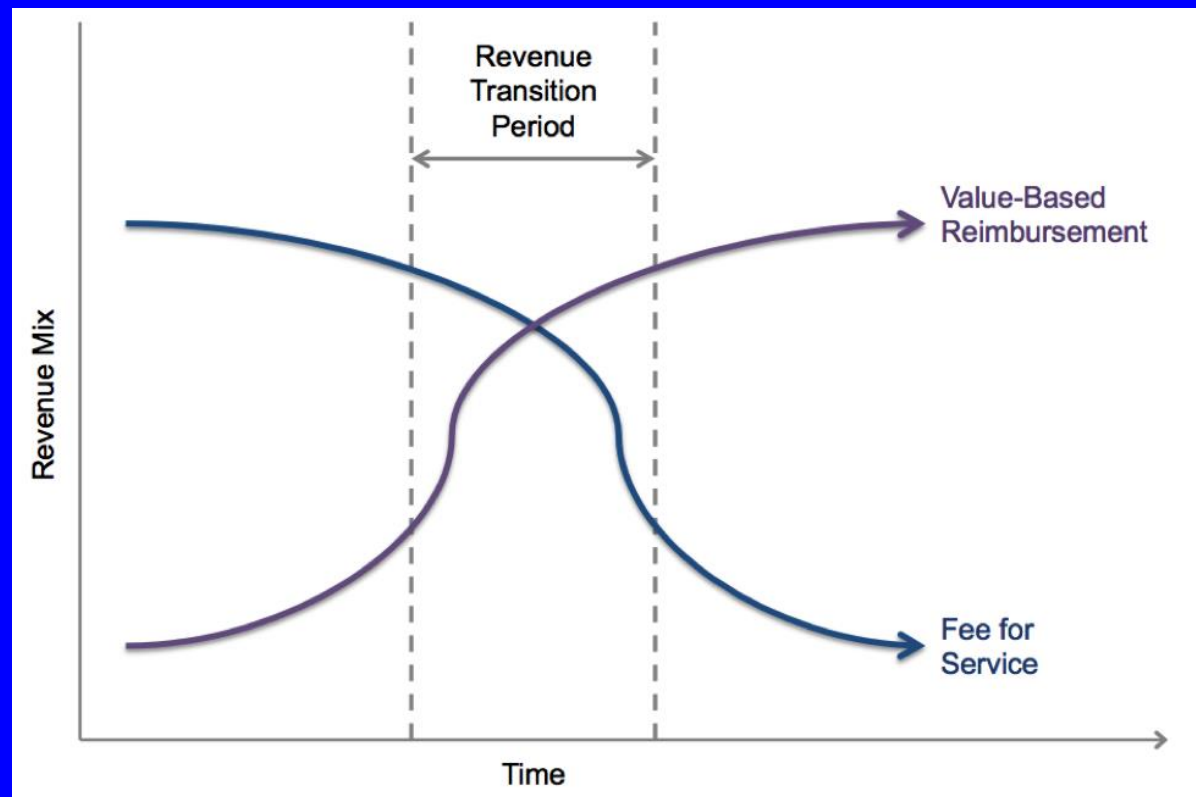 Revenue
Transition
Period
Value-Based
Reimbursement
Revenue Mix
Fee for
Service
Time